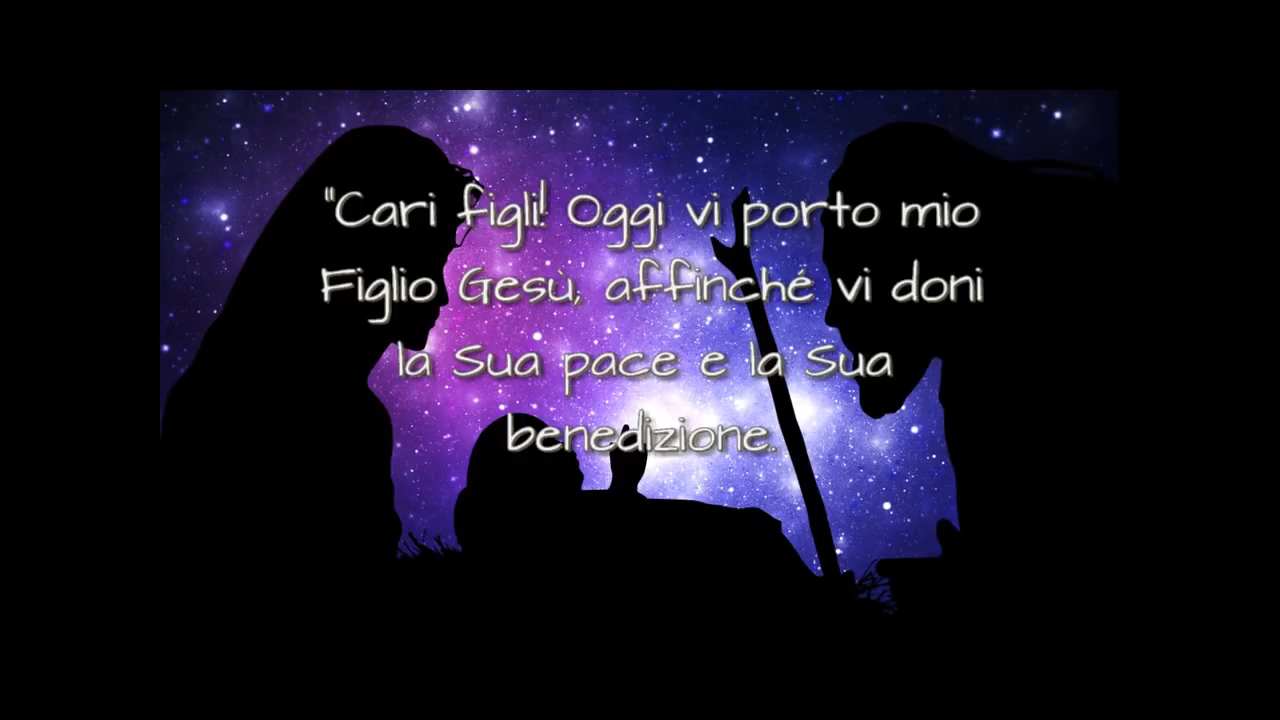 "Cari figli! Oggi vi porto mio
Figlio Gesù, affinché vi doni
la Sua pace e la Sua
benedizione.